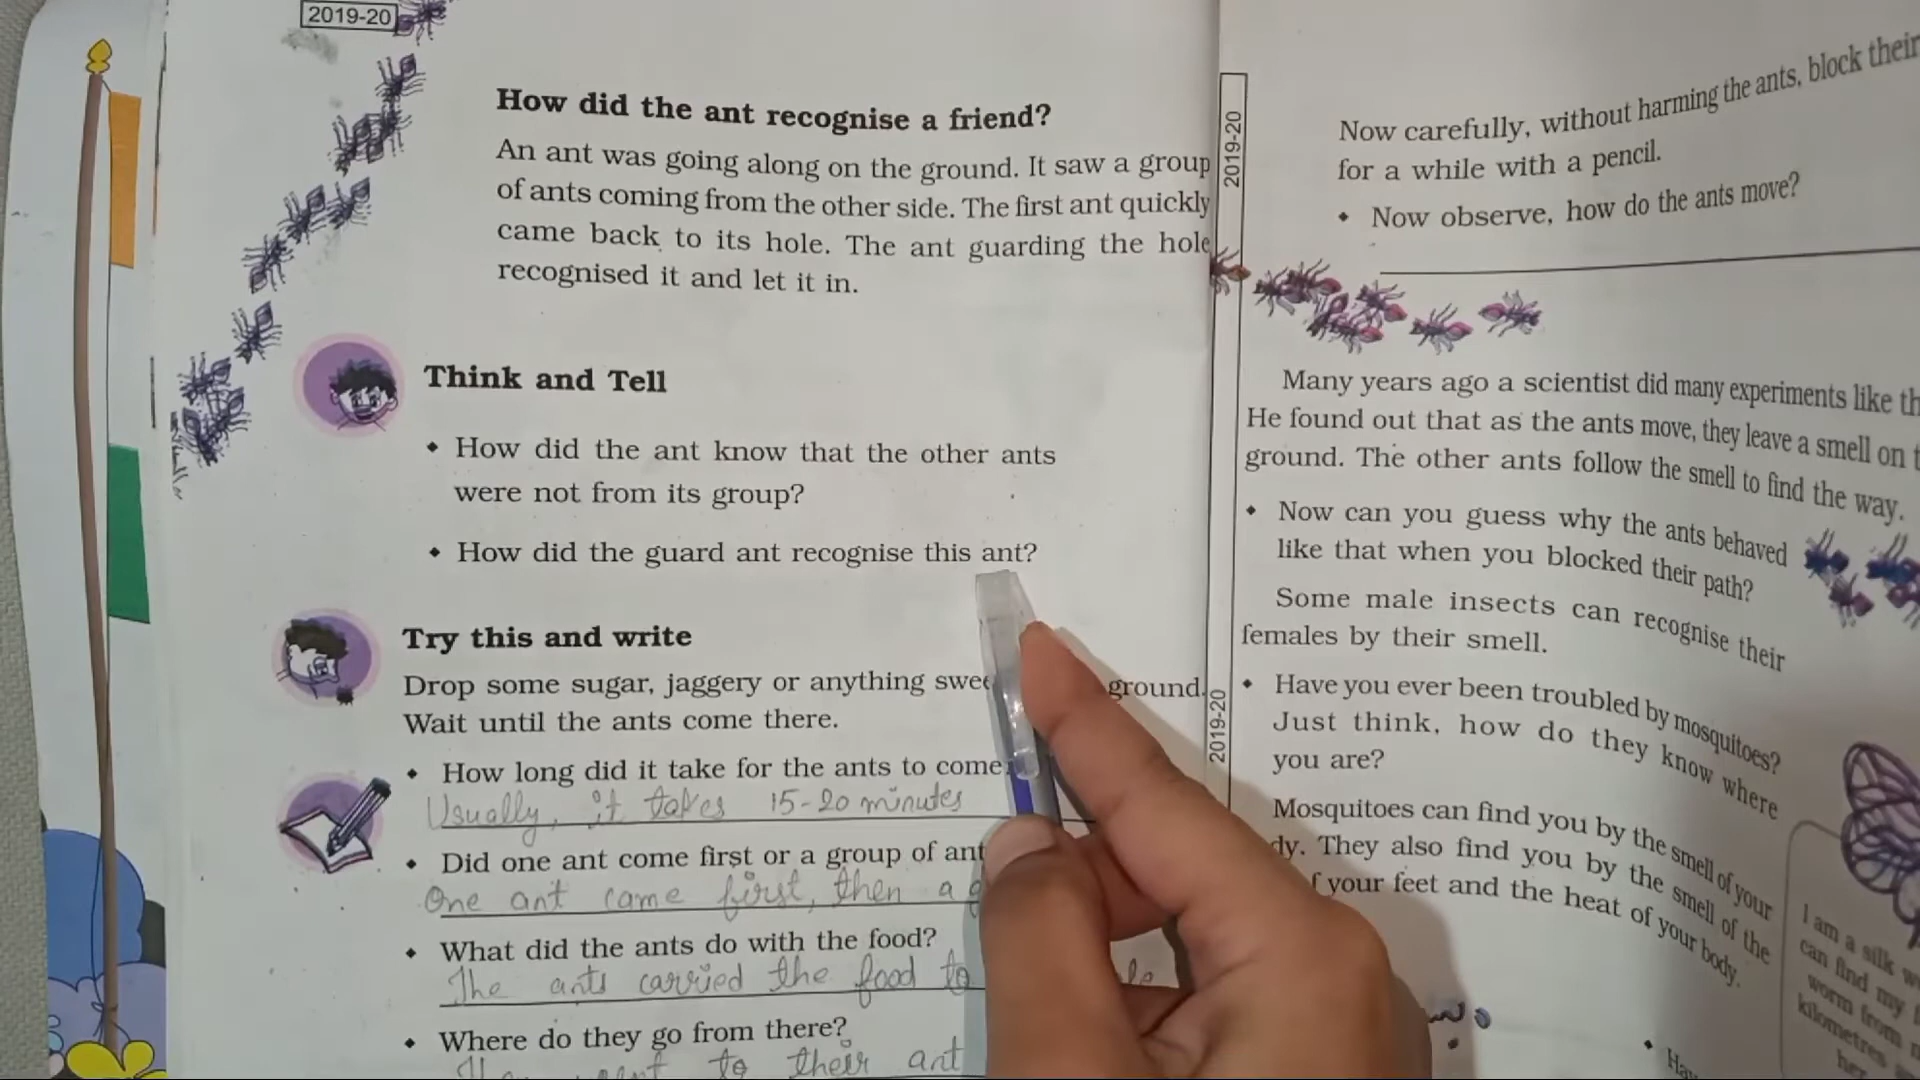 2019-20
How did the ant recognise a friend?
An ant was going along on the ground. It saw a group
of ants coming from the other side. The first ant quickly
came back to its hole. The ant guarding the hole
recognised it and let it in.
Think and Tell
• How did the ant know that the other ants
were not from its group?
• How did the guard ant recognise this ant?
Try this and write
Drop some sugar, jaggery or anything ground.
Wait until the ants come there.
• How long did it take for the ants to come
Usually, it takes 15-20 minutes
• Did one ant come first or a group of
One ant came first, then a
• What did the ants do with the food?
The ants carried the food to
• Where do they go from there?
to their ant
2019-20
2019-20
Now carefully, without harming the ants, block their
for a while with a pencil.
• Now observe, how do the ants move?
Many years ago a scientist did many experiments like
He found out that as the ants move, they leave a smell on
ground. The other ants follow the smell to find the way.
• Now can you guess why the ants behaved
like that when you blocked their path?
Some male insects can recognise their
females by their smell.
• Have you ever been troubled by mosquitoes?
Just think, how do they know where
you are?
Mosquitoes can find you by the smell of your
They also find you by the smell of the
of your feet and the heat of your body.
I am a silk
can find my
worm from
kilometres
her